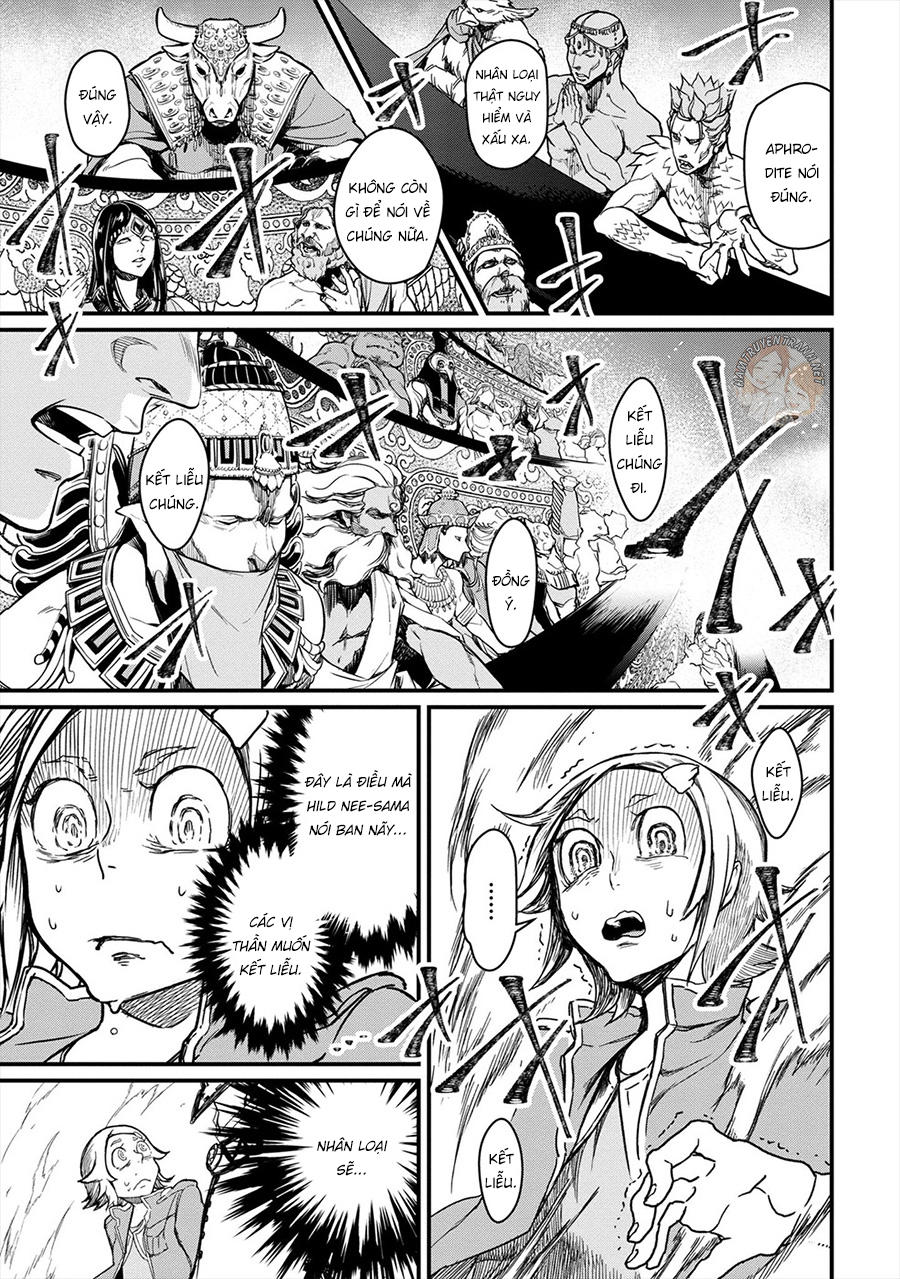 APHRO-
DITE NÓI
ĐÚNG.
NHÂN LOẠI
THẬT NGUY
HIỂM VÀ
XẤU XA.
KHÔNG CÒN
GÌ ĐỂ NÓI VỀ
CHÚNG NỮA.
ĐÚNG
VẬY.
KẾT
LIỄU
CHÚNG
ĐI.
ĐỒNG
Ý.
KẾT LIỄU
CHÚNG.
KẾT
LIỄU.
......
KẾT
LIỄU.
ĐÂY LÀ ĐIỀU MÀ
HILD NEE-SAMA
NÓI BAN NÃY...
CÁC VỊ
THẦN MUỐN
KẾT LIỄU.
NHÂN LOẠI
SẼ...